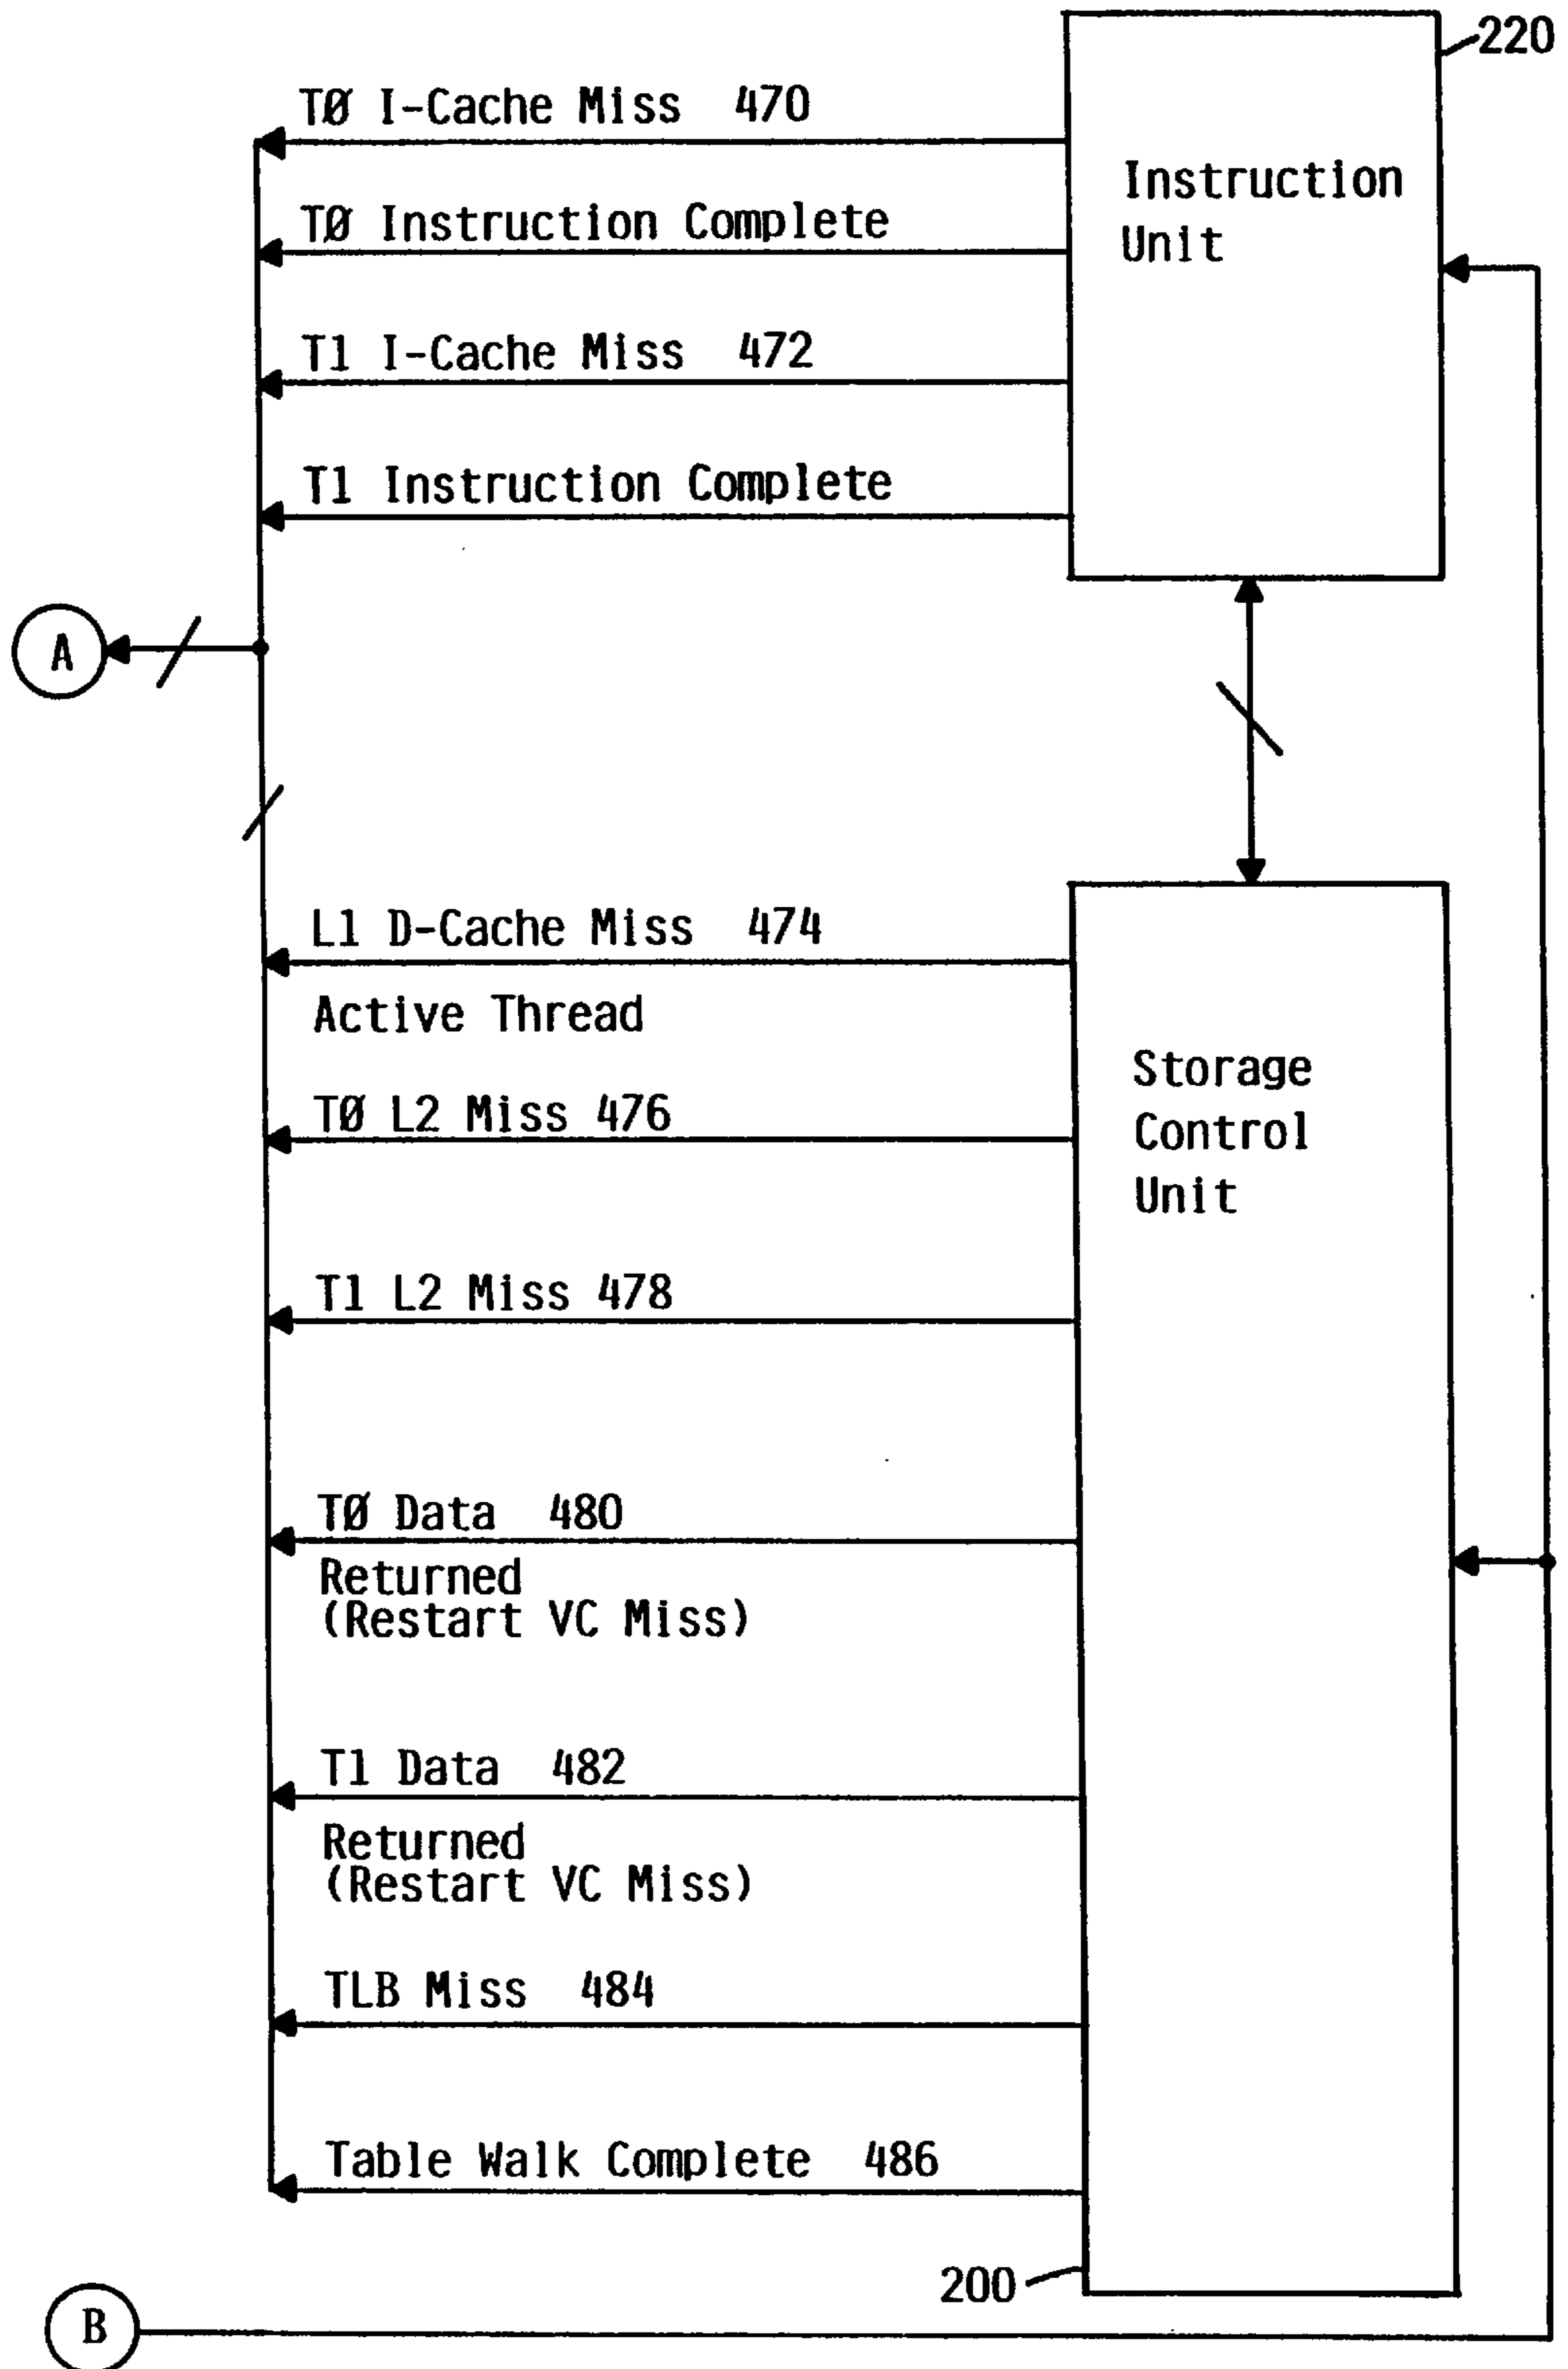 220
TØ I-Cache Miss 470
Instruction
Unit
TØ Instruction Complete
T1 I-Cache Miss 472
T1 Instruction Complete
A
L1 D-Cache Miss 474
Active Thread
Storage
Control
Unit
TØ L2 Miss 476
T1 L2 Miss 478
TØ Data 480
Returned
(Restart VC Miss)
T1 Data 482
Returned
(Restart VC Miss)
TLB Miss 484
Table Walk Complete 486
200
B